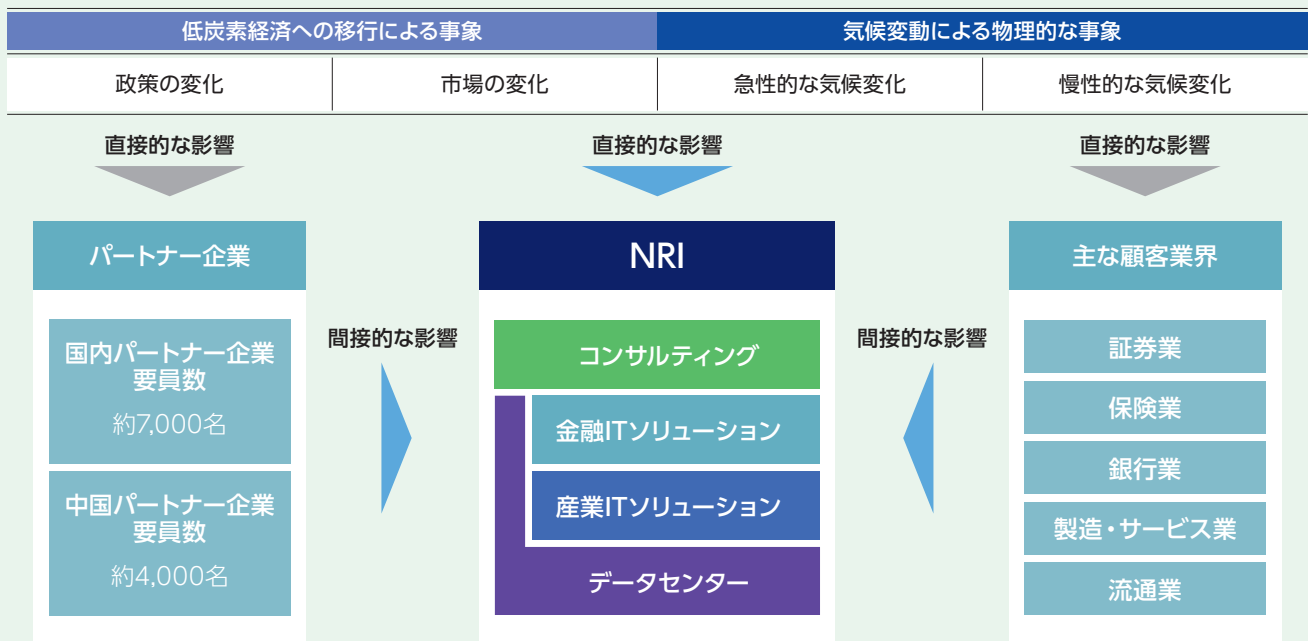 低炭素経済への移行による事象
気候変動による物理的な事象
政策の変化
市場の変化
急性的な気候変化
慢性的な気候変化
直接的な影響
直接的な影響
直接的な影響
パートナー企業
国内パートナー企業
要員数
約7,000名
中国パートナー企業
要員数
約4,000名
間接的な影響
NRI
コンサルティング
金融ITソリューション
産業ITソリューション
データセンター
間接的な影響
主な顧客業界
証券業
保険業
銀行業
製造・サービス業
流通業